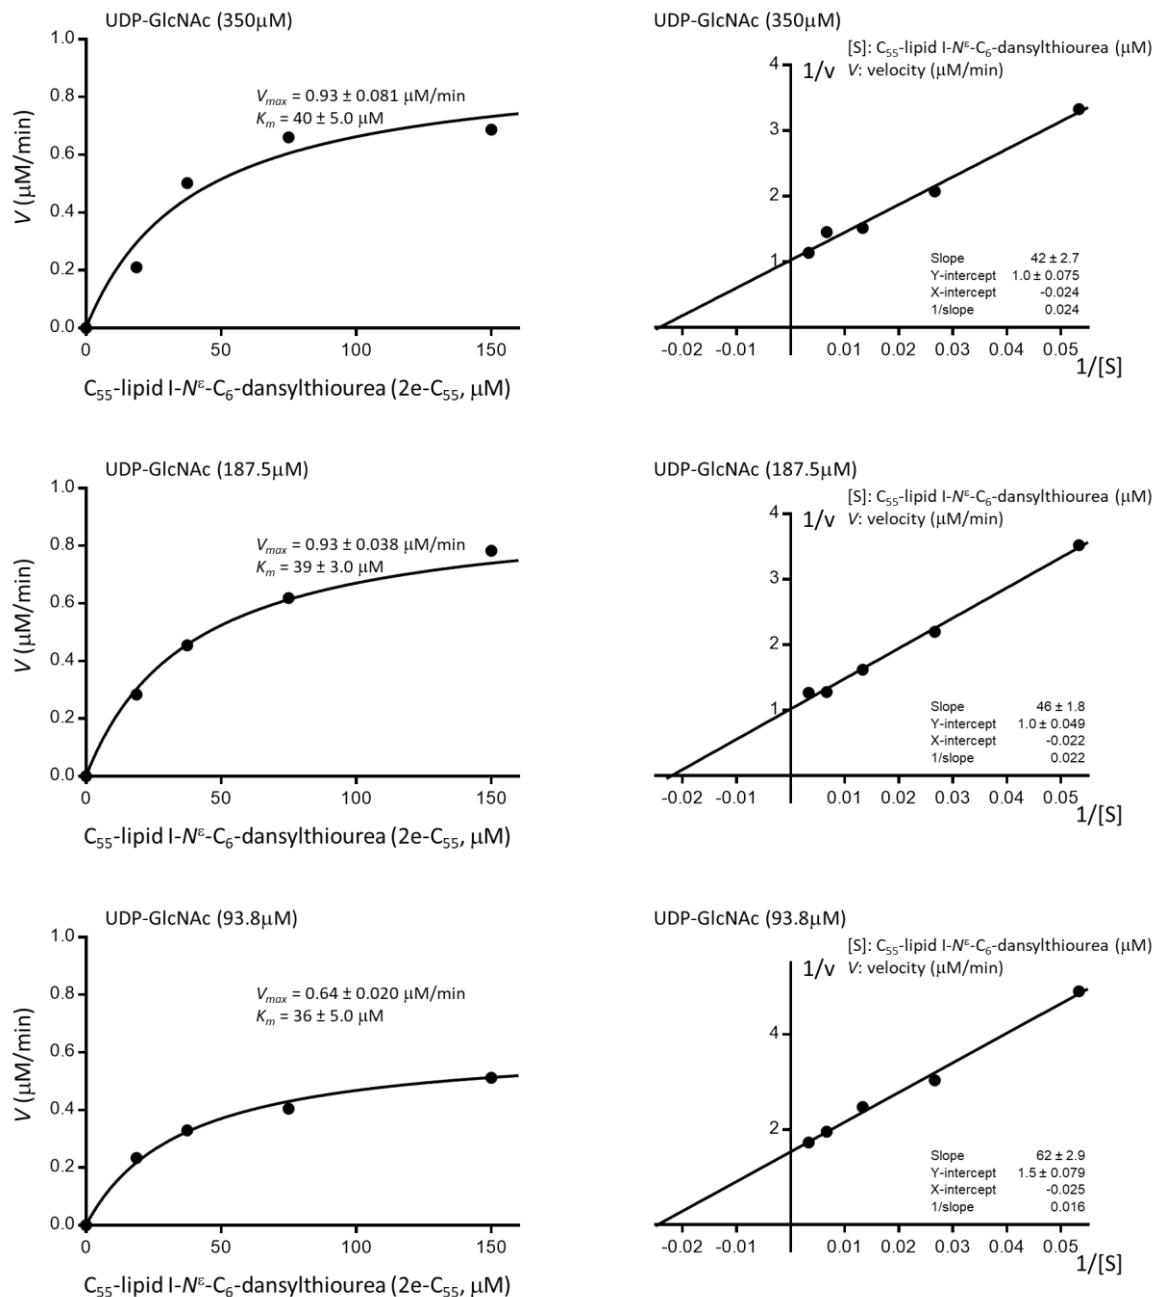 UDP-GlcNAc (350μM)
1.0
0.8
0.6
0.4
0.2
0.0
V (μM/min)
Vmax = 0.93 ± 0.081 μM/min
Km = 40 ± 5.0 μM
0 50 100 150
C55-lipid I-Nε-C6-dansylthiourea (2e-C55, μM)
UDP-GlcNAc (350μM)
[S]: C55-lipid I-Nε-C6-dansylthiourea (μM)
V: velocity (μM/min)
1/v
4
3
2
1
Slope 42 ± 2.7
Y-intercept 1.0 ± 0.075
X-intercept -0.024
1/slope 0.024
-0.02 -0.01 0.01 0.02 0.03 0.04 0.05
1/[S]
UDP-GlcNAc (187.5μM)
1.0
0.8
0.6
0.4
0.2
0.0
V (μM/min)
Vmax = 0.93 ± 0.038 μM/min
Km = 39 ± 3.0 μM
0 50 100 150
C55-lipid I-Nε-C6-dansylthiourea (2e-C55, μM)
UDP-GlcNAc (187.5μM)
[S]: C55-lipid I-Nε-C6-dansylthiourea (μM)
V: velocity (μM/min)
1/v
4
3
2
1
Slope 46 ± 1.8
Y-intercept 1.0 ± 0.049
X-intercept -0.022
1/slope 0.022
-0.02 -0.01 0.01 0.02 0.03 0.04 0.05
1/[S]
UDP-GlcNAc (93.8μM)
1.0
0.8
0.6
0.4
0.2
0.0
V (μM/min)
Vmax = 0.64 ± 0.020 μM/min
Km = 36 ± 5.0 μM
0 50 100 150
C55-lipid I-Nε-C6-dansylthiourea (2e-C55, μM)
UDP-GlcNAc (93.8μM)
[S]: C55-lipid I-Nε-C6-dansylthiourea (μM)
V: velocity (μM/min)
1/v
4
2
Slope 62 ± 2.9
Y-intercept 1.5 ± 0.079
X-intercept -0.025
1/slope 0.016
-0.02 -0.01 0.01 0.02 0.03 0.04 0.05
1/[S]